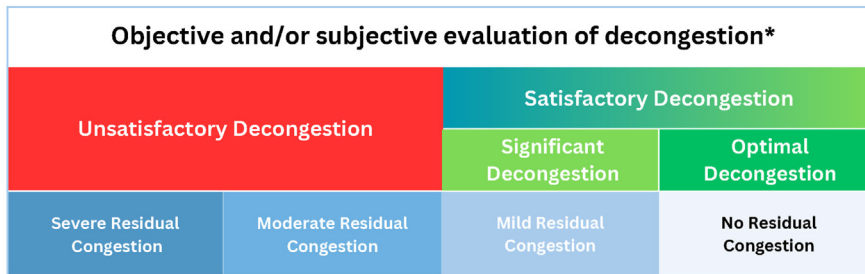 Objective and/or subjective evaluation of decongestion*
Unsatisfactory Decongestion
Satisfactory Decongestion
Significant
Decongestion
Optimal
Decongestion
Severe Residual
Congestion
Moderate Residual
Congestion
Mild Residual
Congestion
No Residual
Congestion